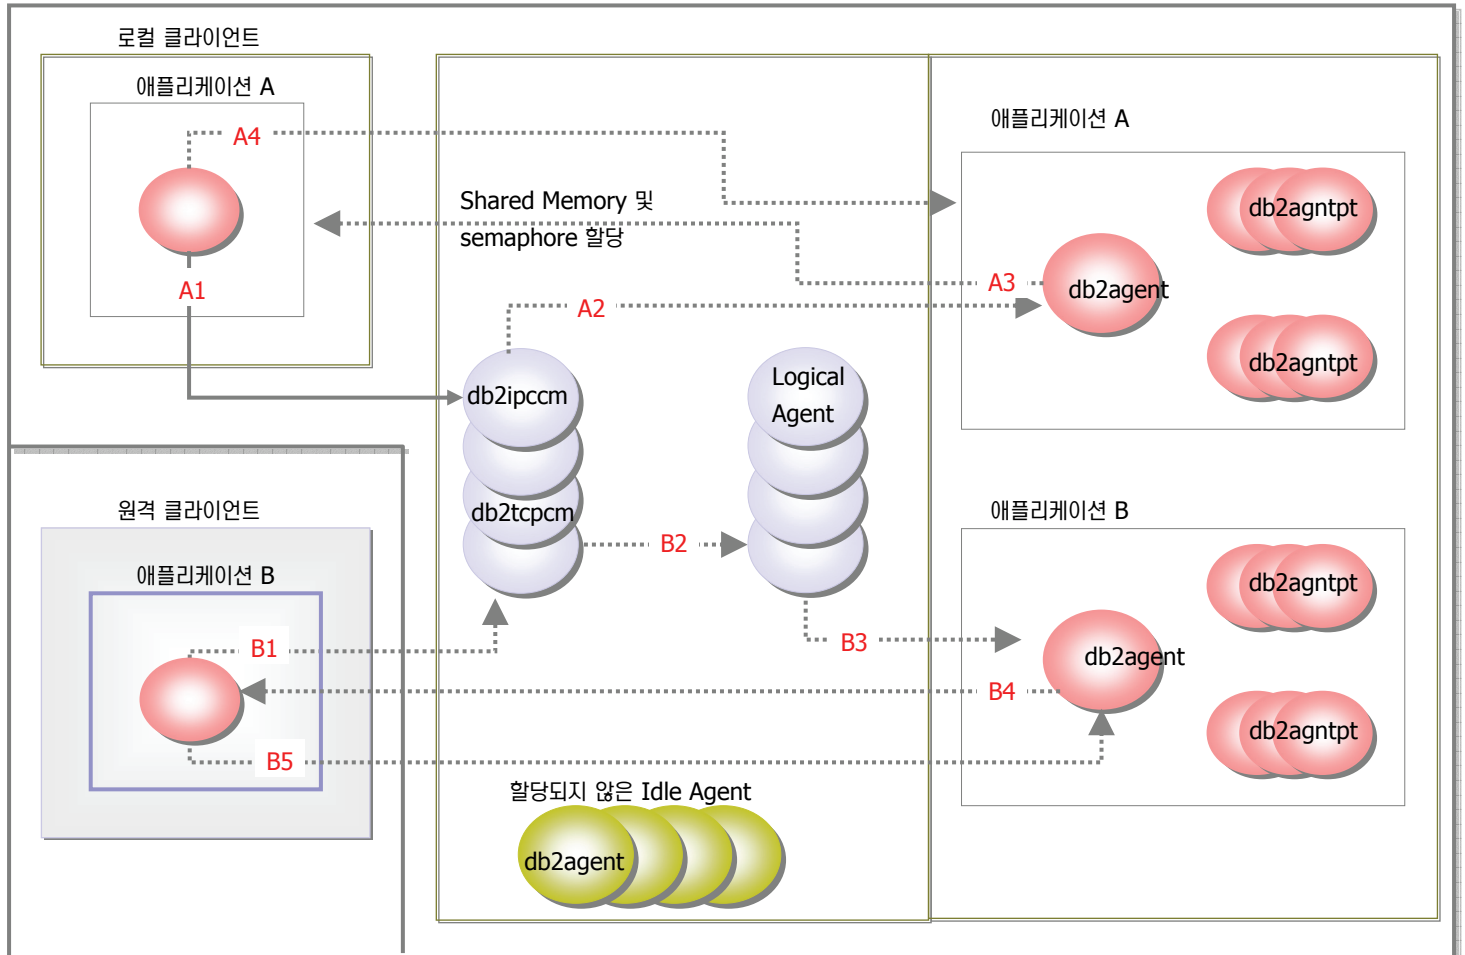 로컬 클라이언트
애플리케이션 A
A4
A1
Shared Memory 및
semaphore 할당
A2
A3
애플리케이션 A
db2agntpt
db2agent
db2agntpt
db2ipccm
db2tcpcm
Logical
Agent
B2
B3
원격 클라이언트
애플리케이션 B
B1
B4
B5
애플리케이션 B
db2agntpt
db2agent
db2agntpt
할당되지 않은 Idle Agent
db2agent